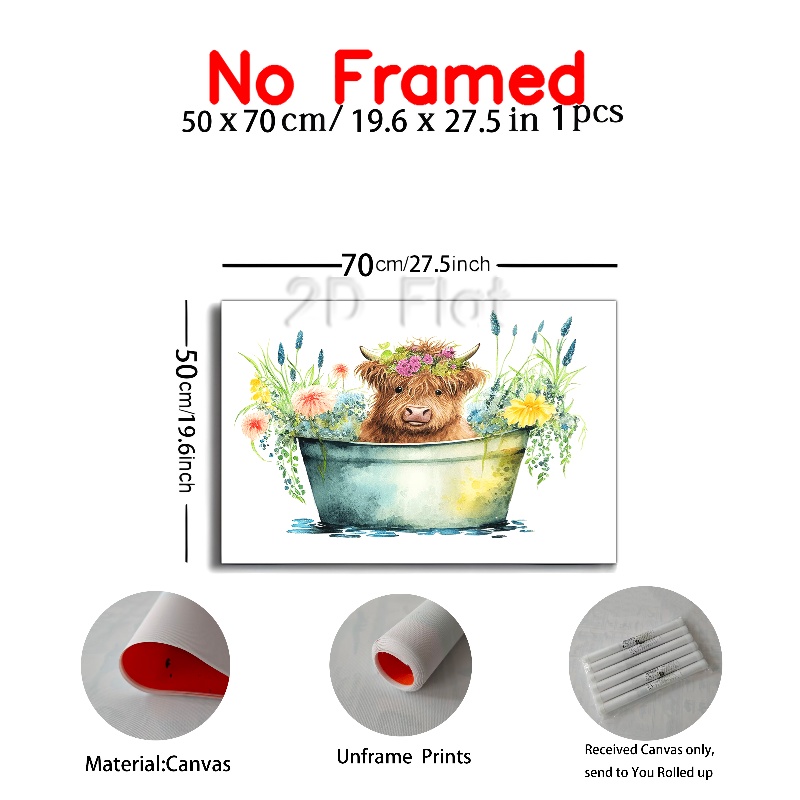 No Framed
50 x 70 cm/ 19.6 x 27.5 in 1pcs
70cm/27.5inch
2D Flat
50cm/19.6inch
Material:Canvas
Unframe Prints
Received Canvas only,
send to You Rolled up